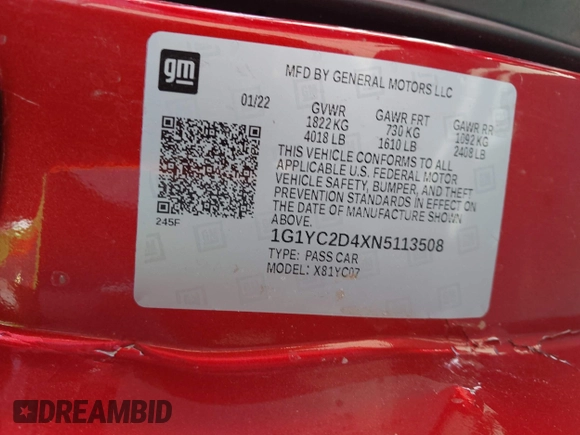 gm
MFD BY GENERAL MOTORS LLC
01/22
GVWR
1822 KG
4018 LB
GAWR FRT
730 KG
1610 LB
GAWR RR
1092 KG
2408 LB
THIS VEHICLE CONFORMS TO ALL
APPLICABLE U.S. FEDERAL MOTOR
VEHICLE SAFETY, BUMPER, AND THEFT
PREVENTION STANDARDS IN EFFECT ON
THE DATE OF MANUFACTURE SHOWN
ABOVE.
245F
1G1YC2D4XN5113508
TYPE: PASS CAR
MODEL: X81YC07
DREAMBID